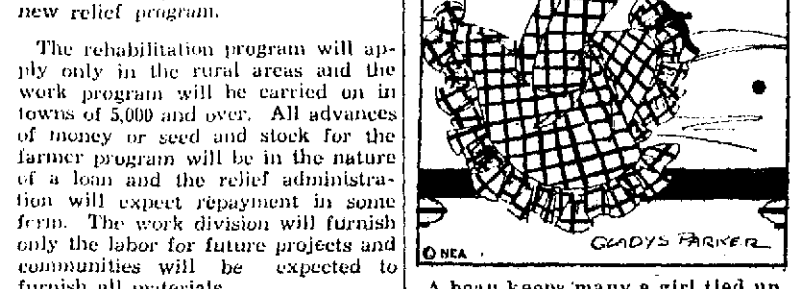 new relief program.
The rehabilitation program will ap-
ply only in the rural areas and the
work program will be carried on in
towns of 5,000 and over. All advances
of money or seed and stock for the
farmer program will be in the nature
of a loan and the relief administra-
tion will expect repayment in some
form. The work division will furnish
only the labor for future projects and
communities will be expected to
furnish all materials.
© NEA
GLADYS PARKER
A beau keeps many a girl tied up